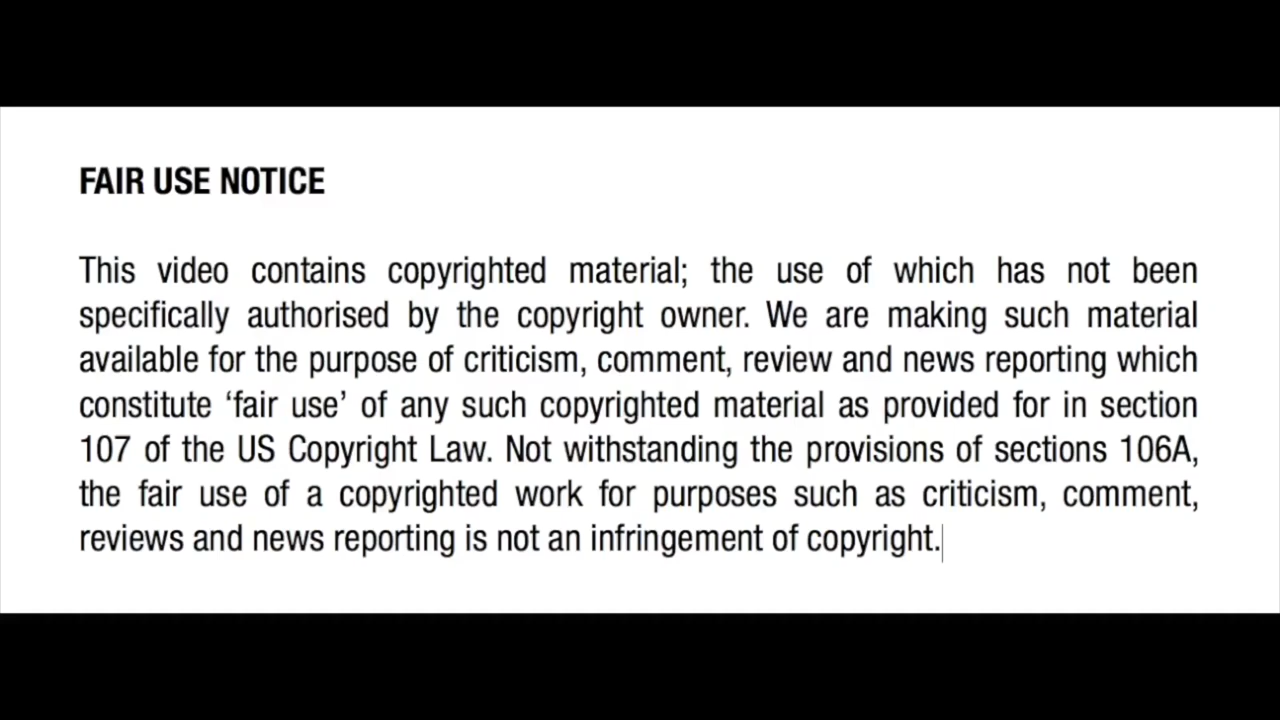 FAIR USE NOTICE
This video contains copyrighted material; the use of which has not been
specifically authorised by the copyright owner. We are making such material
available for the purpose of criticism, comment, review and news reporting which
constitute ‘fair use’ of any such copyrighted material as provided for in section
107 of the US Copyright Law. Not withstanding the provisions of sections 106A,
the fair use of a copyrighted work for purposes such as criticism, comment,
reviews and news reporting is not an infringement of copyright.